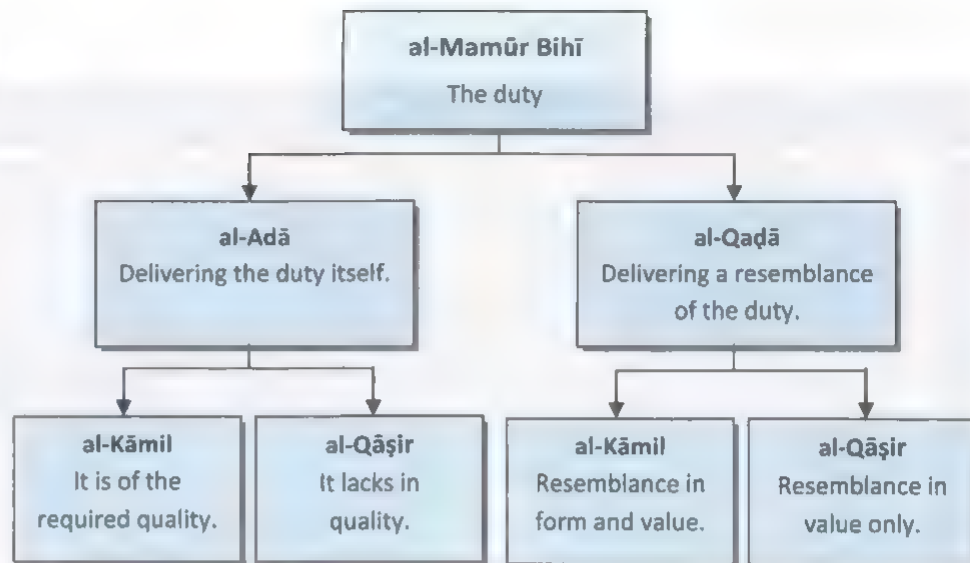 al-Mamūr Bihī
The duty
al-Adā
Delivering the duty itself.
al-Qaḍā
Delivering a resemblance
of the duty.
al-Kāmil
It is of the
required quality.
al-Qâṣir
It lacks in
quality.
al-Kāmil
Resemblance in
form and value.
al-Qāṣir
Resemblance in
value only.